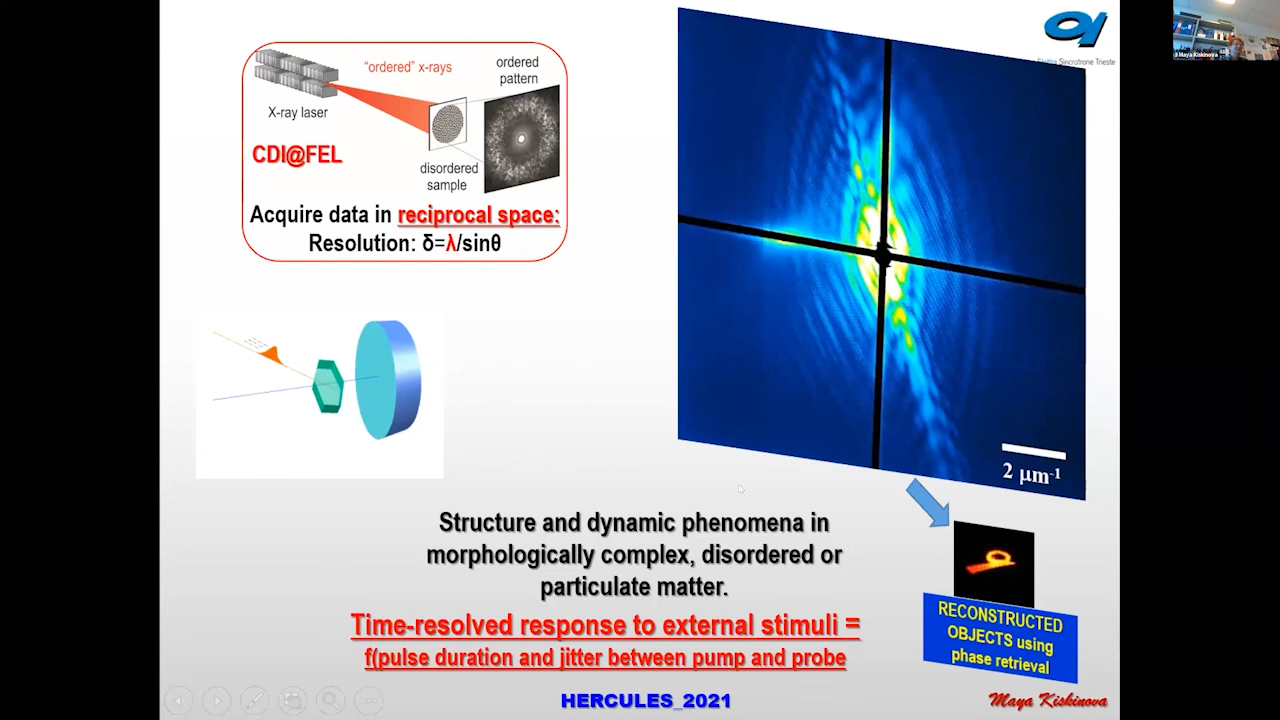 "ordered" x-rays
ordered
pattern
X-ray laser
CDI@FEL
disordered
sample
Acquire data in reciprocal space:
Resolution: δ=λ/sinθ
Elettra Sincrotrone Trieste
Maya Kiskinova
2 µm⁻¹
Structure and dynamic phenomena in
morphologically complex, disordered or
particulate matter.
Time-resolved response to external stimuli =
f(pulse duration and jitter between pump and probe
RECONSTRUCTED
OBJECTS using
phase retrieval
HERCULES_2021
Maya Kiskinova